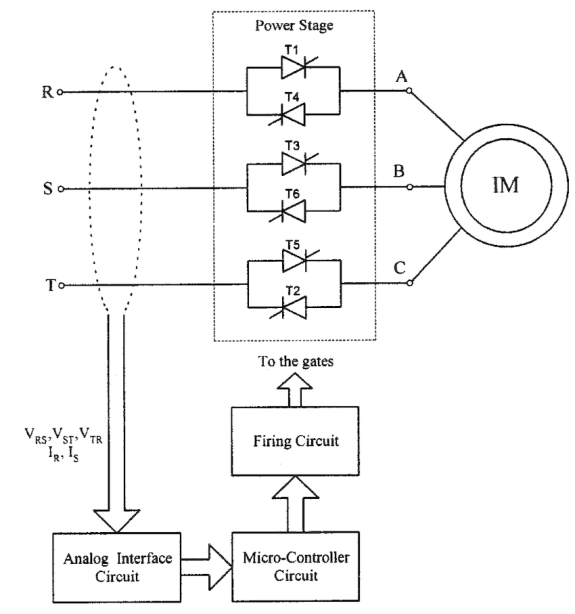 Power Stage
T1
R
A
T4
T3
S
B
IM
T6
T5
T
C
T2
To the gates
Firing Circuit
V_RS, V_ST, V_TR
I_R, I_S
Analog Interface
Circuit
Micro-Controller
Circuit